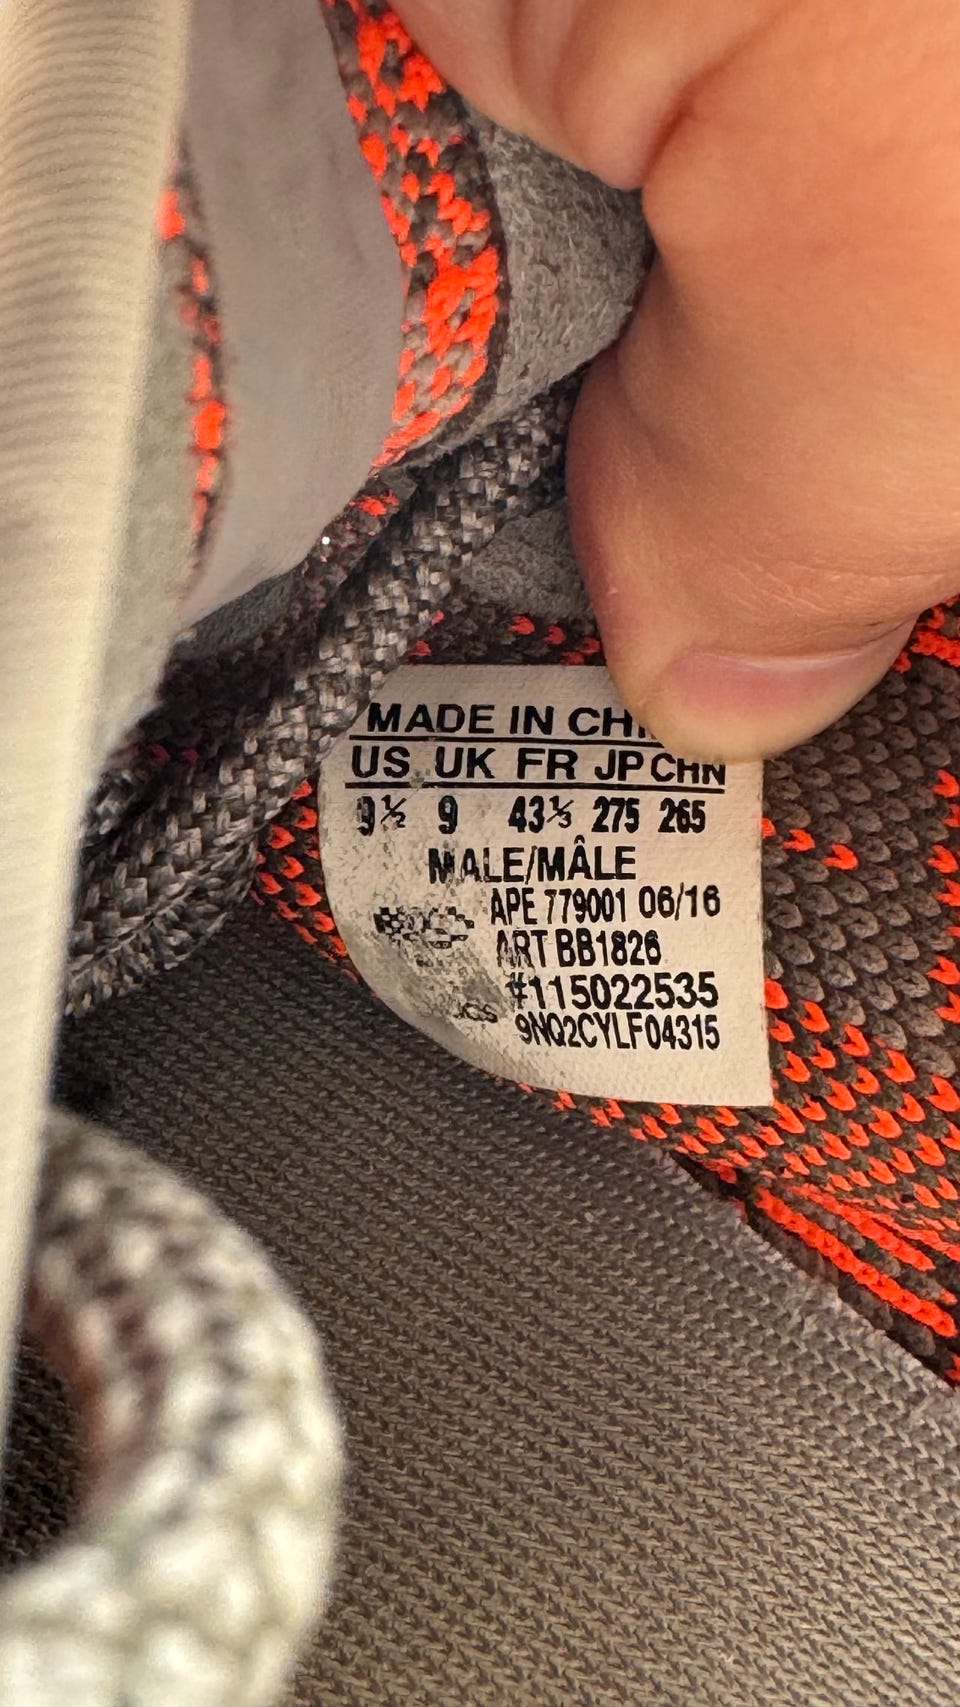 MADE IN CHI
US UK FR JP CHN
9½ 9 43⅓ 275 265
MALE/MÂLE
APE 779001 06/16
ART BB1826
#115022535
9NQ2CYLF04315